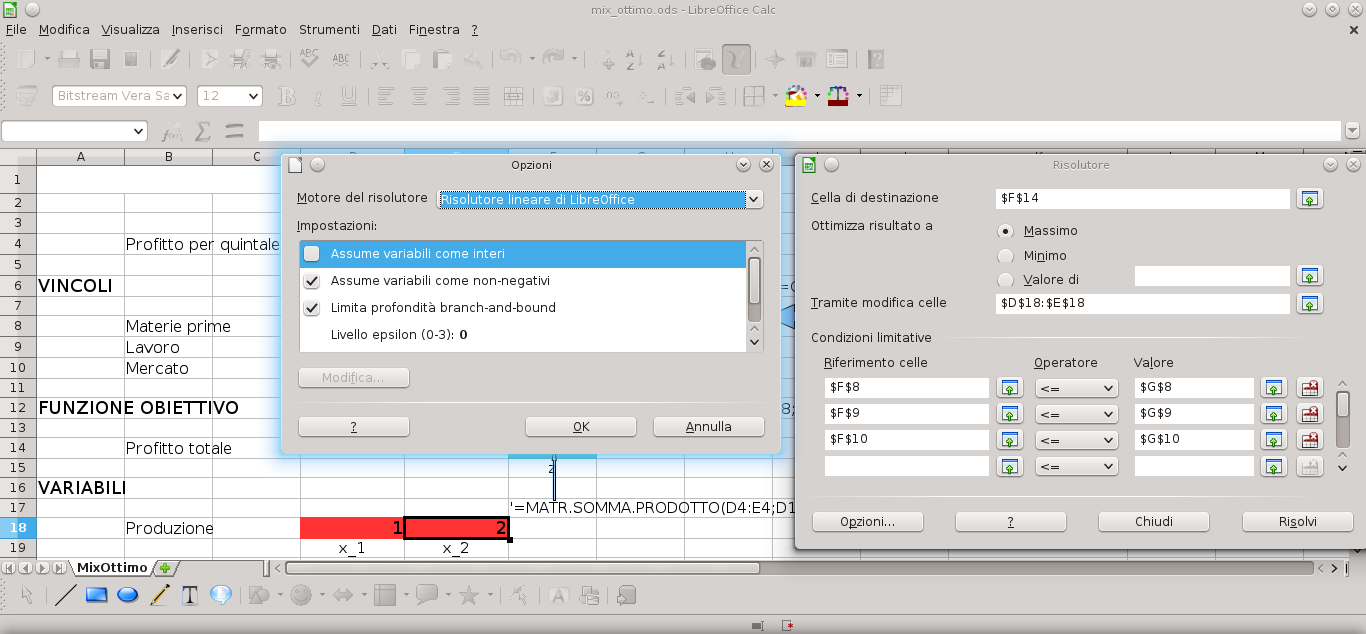 mix_ottimo.ods - LibreOffice Calc
File Modifica Visualizza Inserisci Formato Strumenti Dati Finestra ?
Bitstream Vera Sa 12
A B C
1
2
3
4 Profitto per quintale
5
6 VINCOLI
7
8 Materie prime
9 Lavoro
10 Mercato
11
12 FUNZIONE OBIETTIVO
13
14 Profitto totale
15 z
16 VARIABILI
17 '=MATR.SOMMA.PRODOTTO(D4:E4;D1
18 Produzione 1 2
19 x_1 x_2
MixOttimo
Opzioni
Motore del risolutore Risolutore lineare di LibreOffice
Impostazioni:
Assume variabili come interi
Assume variabili come non-negativi
Limita profondità branch-and-bound
Livello epsilon (0-3): 0
Modifica...
? OK Annulla
Risolutore
Cella di destinazione $F$14
Ottimizza risultato a Massimo
Minimo
Valore di
Tramite modifica celle $D$18:$E$18
Condizioni limitative
Riferimento celle Operatore Valore
$F$8 <= $G$8
$F$9 <= $G$9
$F$10 <= $G$10
<=
Opzioni... ? Chiudi Risolvi